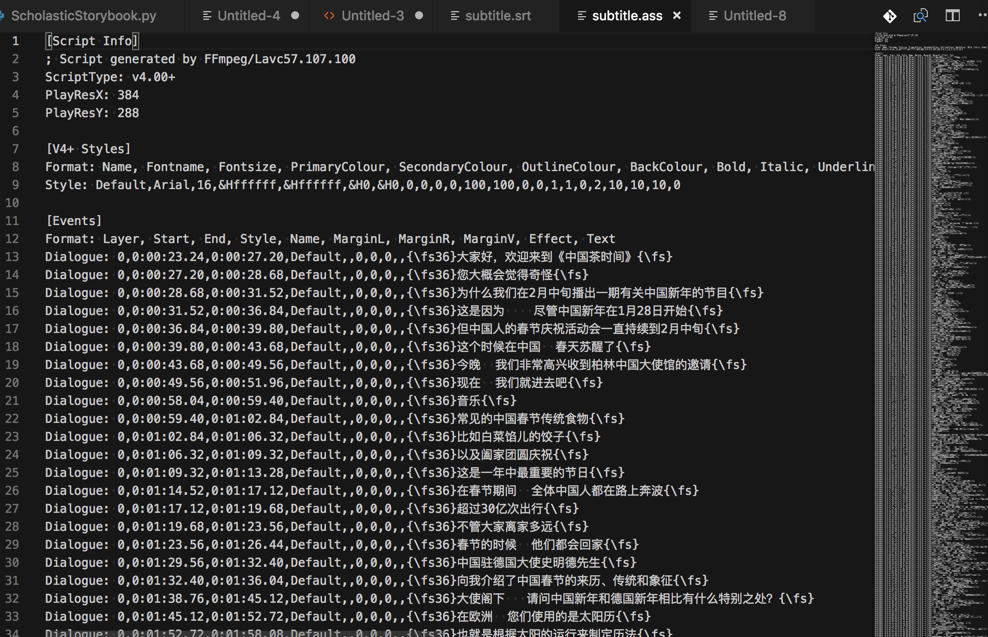 ScholasticStorybook.py Untitled-4 Untitled-3 subtitle.srt subtitle.ass Untitled-8
1 [Script Info]
2 ; Script generated by FFmpeg/Lavc57.107.100
3 ScriptType: v4.00+
4 PlayResX: 384
5 PlayResY: 288
6
7 [V4+ Styles]
8 Format: Name, Fontname, Fontsize, PrimaryColour, SecondaryColour, OutlineColour, BackColour, Bold, Italic, Underlin
9 Style: Default,Arial,16,&Hffffff,&Hffffff,&H0,&H0,0,0,0,0,100,100,0,0,1,1,0,2,10,10,10,0
10
11 [Events]
12 Format: Layer, Start, End, Style, Name, MarginL, MarginR, MarginV, Effect, Text
13 Dialogue: 0,0:00:23.24,0:00:27.20,Default,,0,0,0,,{\fs36}大家好，欢迎来到《中国茶时间》{\fs}
14 Dialogue: 0,0:00:27.20,0:00:28.68,Default,,0,0,0,,{\fs36}您大概会觉得奇怪{\fs}
15 Dialogue: 0,0:00:28.68,0:00:31.52,Default,,0,0,0,,{\fs36}为什么我们在2月中旬播出一期有关中国新年的节目{\fs}
16 Dialogue: 0,0:00:31.52,0:00:36.84,Default,,0,0,0,,{\fs36}这是因为    尽管中国新年在1月28日开始{\fs}
17 Dialogue: 0,0:00:36.84,0:00:39.80,Default,,0,0,0,,{\fs36}但中国人的春节庆祝活动会一直持续到2月中旬{\fs}
18 Dialogue: 0,0:00:39.80,0:00:43.68,Default,,0,0,0,,{\fs36}这个时候在中国  春天苏醒了{\fs}
19 Dialogue: 0,0:00:43.68,0:00:49.56,Default,,0,0,0,,{\fs36}今晚  我们非常高兴收到柏林中国大使馆的邀请{\fs}
20 Dialogue: 0,0:00:49.56,0:00:51.96,Default,,0,0,0,,{\fs36}现在  我们就进去吧{\fs}
21 Dialogue: 0,0:00:58.04,0:00:59.40,Default,,0,0,0,,{\fs36}音乐{\fs}
22 Dialogue: 0,0:00:59.40,0:01:02.84,Default,,0,0,0,,{\fs36}常见的中国春节传统食物{\fs}
23 Dialogue: 0,0:01:02.84,0:01:06.32,Default,,0,0,0,,{\fs36}比如白菜馅儿的饺子{\fs}
24 Dialogue: 0,0:01:06.32,0:01:09.32,Default,,0,0,0,,{\fs36}以及阖家团圆庆祝{\fs}
25 Dialogue: 0,0:01:09.32,0:01:13.28,Default,,0,0,0,,{\fs36}这是一年中最重要的节日{\fs}
26 Dialogue: 0,0:01:14.52,0:01:17.12,Default,,0,0,0,,{\fs36}在春节期间  全体中国人都在路上奔波{\fs}
27 Dialogue: 0,0:01:17.12,0:01:19.68,Default,,0,0,0,,{\fs36}超过30亿次出行{\fs}
28 Dialogue: 0,0:01:19.68,0:01:23.56,Default,,0,0,0,,{\fs36}不管大家离家多远{\fs}
29 Dialogue: 0,0:01:23.56,0:01:26.44,Default,,0,0,0,,{\fs36}春节的时候  他们都会回家{\fs}
30 Dialogue: 0,0:01:29.56,0:01:32.40,Default,,0,0,0,,{\fs36}中国驻德国大使史明德先生{\fs}
31 Dialogue: 0,0:01:32.40,0:01:36.04,Default,,0,0,0,,{\fs36}向我介绍了中国春节的来历、传统和象征{\fs}
32 Dialogue: 0,0:01:38.76,0:01:45.12,Default,,0,0,0,,{\fs36}大使阁下   请问中国新年和德国新年相比有什么特别之处？{\fs}
33 Dialogue: 0,0:01:45.12,0:01:52.72,Default,,0,0,0,,{\fs36}在欧洲  您们使用的是太阳历{\fs}
34 Dialogue: 0,0:01:52.72,0:01:58.08,Default,,0,0,0,,{\fs36}也就是根据太阳的运行来制定历法{\fs}